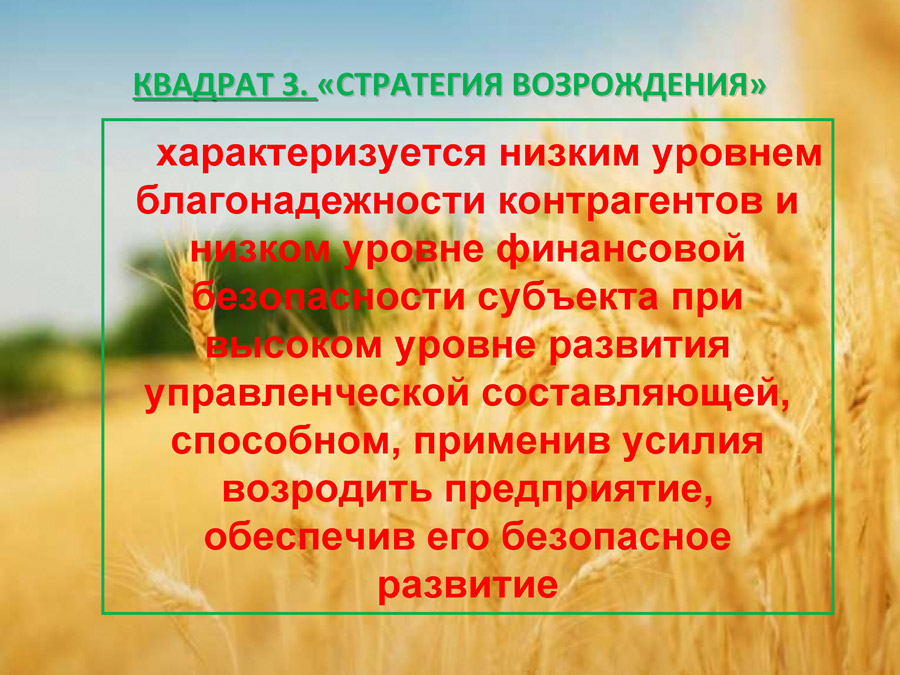 КВАДРАТ 3. «СТРАТЕГИЯ ВОЗРОЖДЕНИЯ»
характеризуется низким уровнем
благонадежности контрагентов и
низком уровне финансовой
безопасности субъекта при
высоком уровне развития
управленческой составляющей,
способном, применив усилия
возродить предприятие,
обеспечив его безопасное
развитие